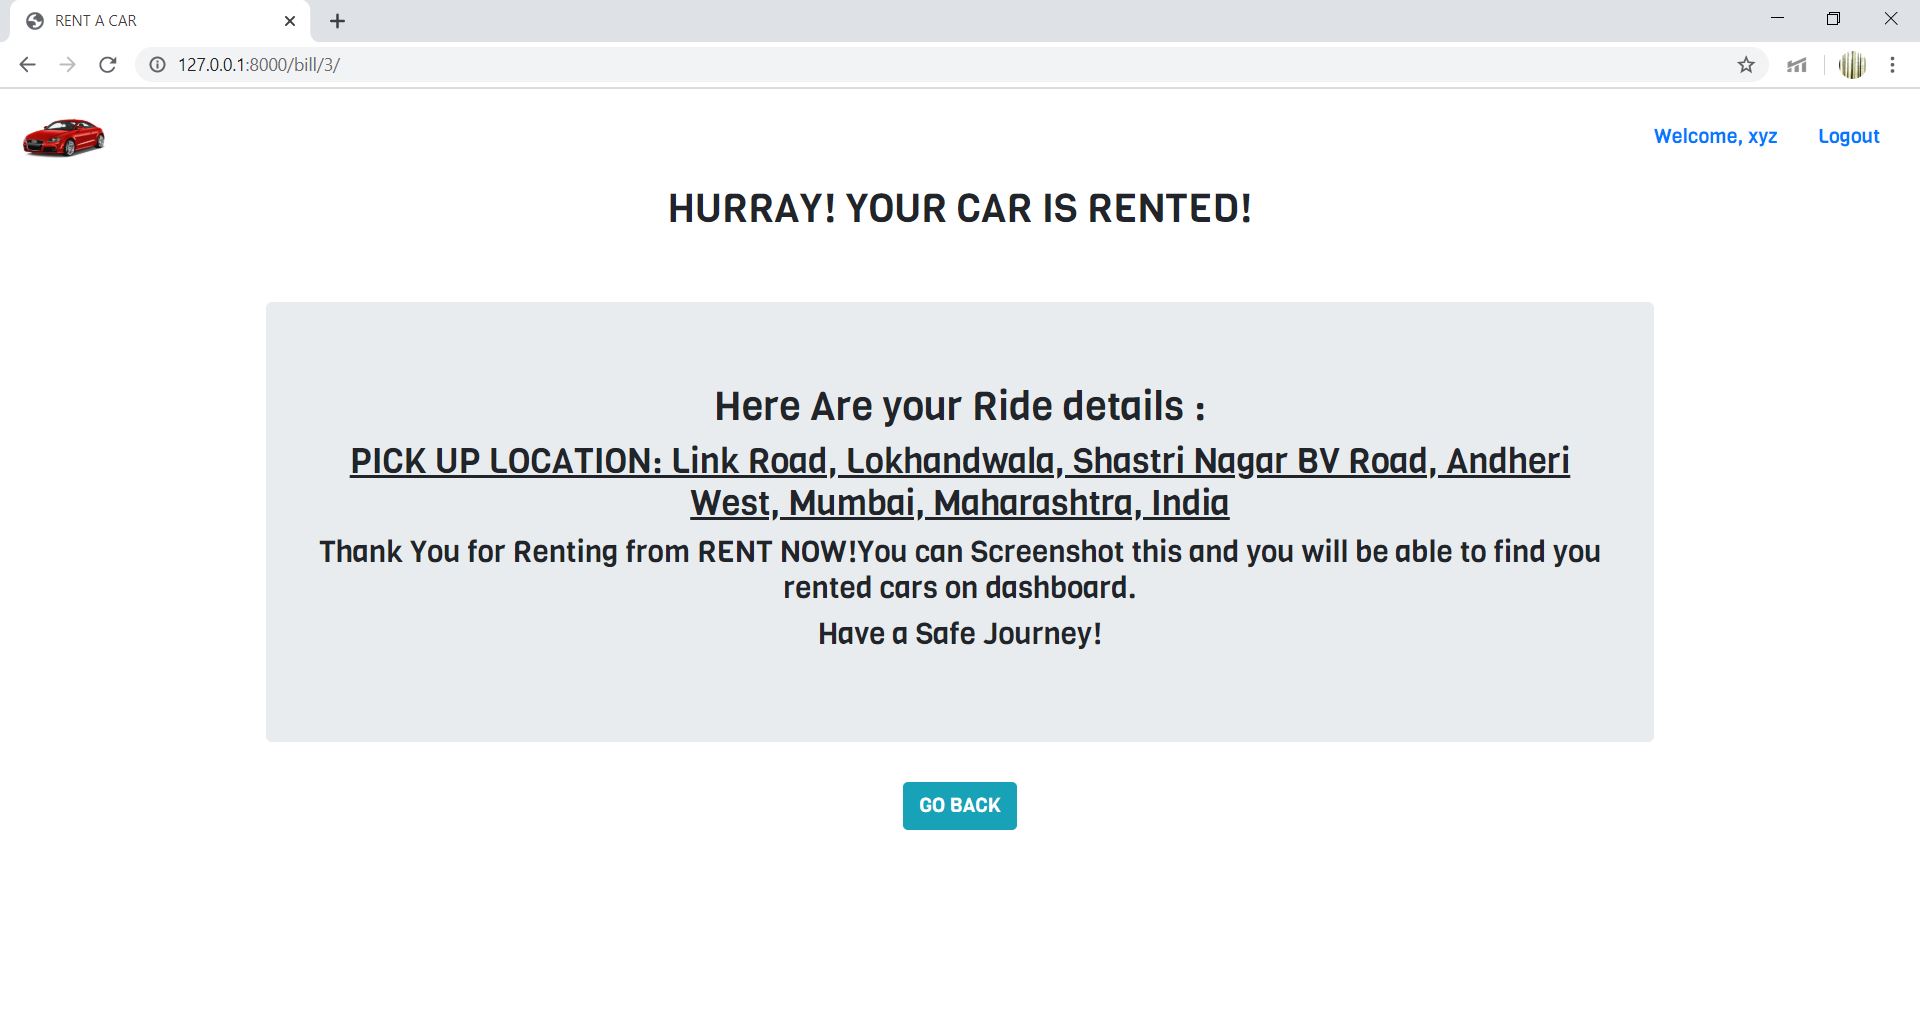 RENT A CAR
127.0.0.1:8000/bill/3/
Welcome, xyz Logout
HURRAY! YOUR CAR IS RENTED!
Here Are your Ride details :
PICK UP LOCATION: Link Road, Lokhandwala, Shastri Nagar BV Road, Andheri
West, Mumbai, Maharashtra, India
Thank You for Renting from RENT NOW!You can Screenshot this and you will be able to find you
rented cars on dashboard.
Have a Safe Journey!
GO BACK